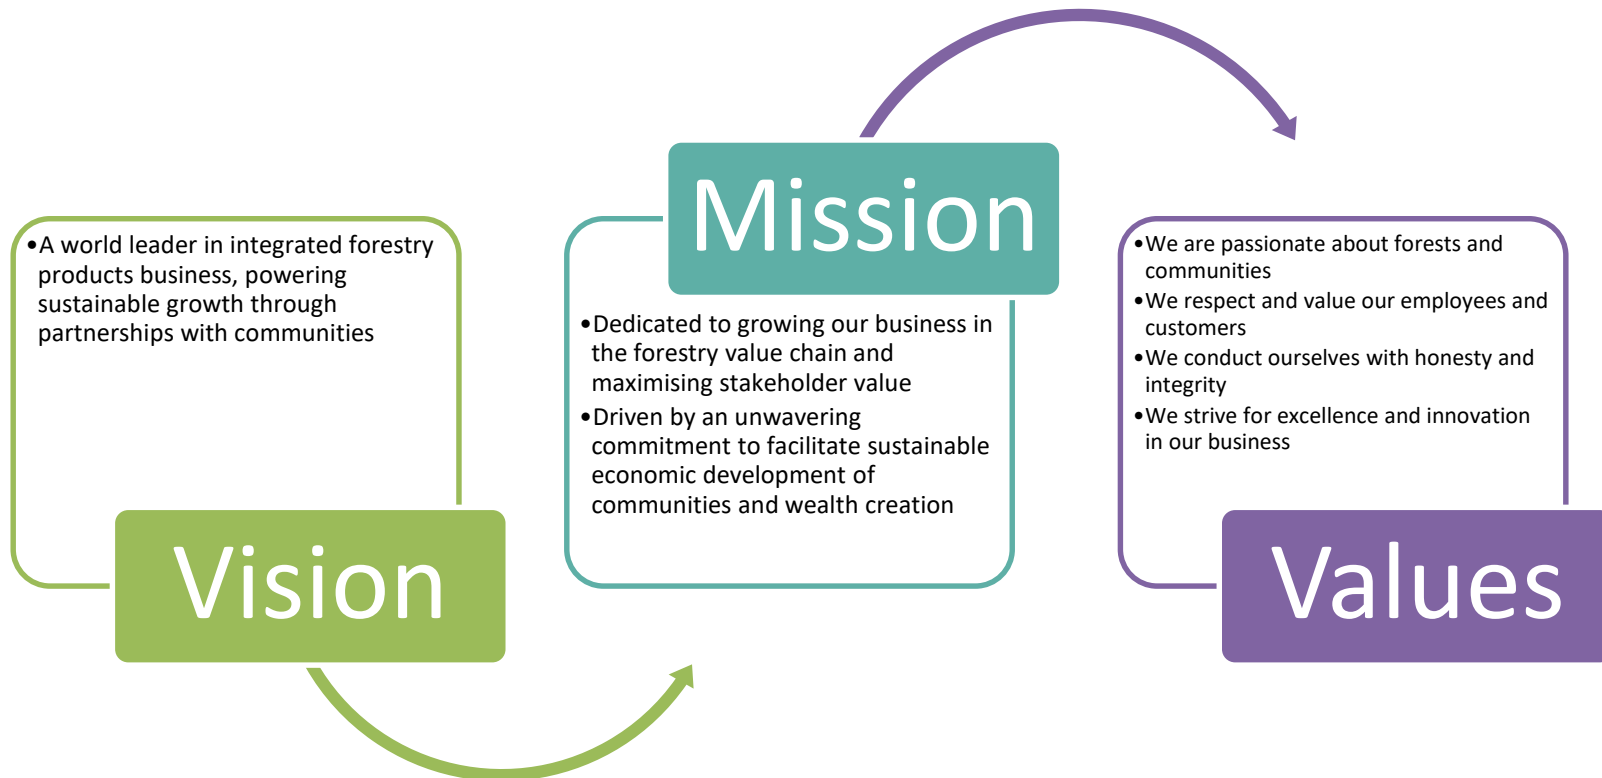 •A world leader in integrated forestry
products business, powering
sustainable growth through
partnerships with communities
Vision
Mission
•Dedicated to growing our business in
the forestry value chain and
maximising stakeholder value
•Driven by an unwavering
commitment to facilitate sustainable
economic development of
communities and wealth creation
•We are passionate about forests and
communities
•We respect and value our employees and
customers
•We conduct ourselves with honesty and
integrity
•We strive for excellence and innovation
in our business
Values